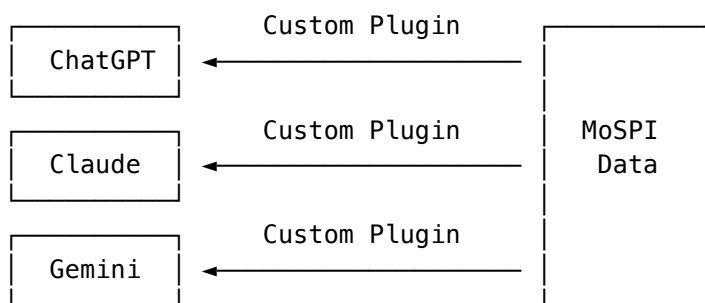 Custom Plugin
ChatGPT
Custom Plugin
MoSPI
Claude
Data
Custom Plugin
Gemini